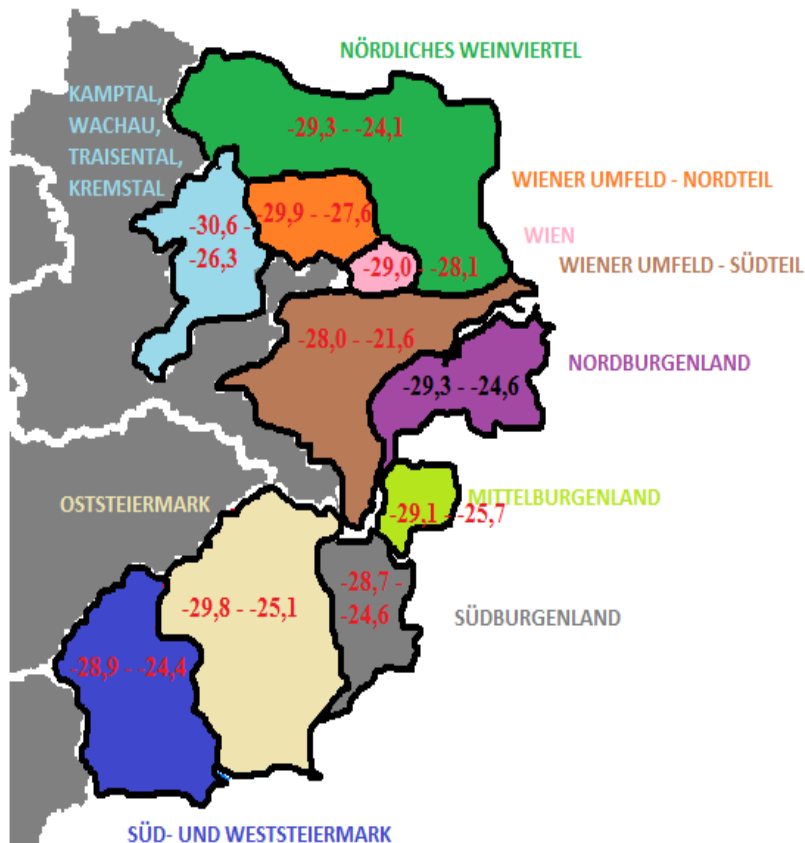 NÖRDLICHES WEINVIERTEL
KAMPTAL,
WACHAU,
TRAISENTAL,
KREMSTAL
-29,3 - -24,1
WIENER UMFELD - NORDTEIL
-30,6 -
-26,3
-29,9 - -27,6
WIEN
-29,0 - -28,1
WIENER UMFELD - SÜDTEIL
-28,0 - -21,6
NORDBURGENLAND
-29,3 - -24,6
OSTSTEIERMARK
MITTELBURGENLAND
-29,1 - -25,7
-28,7 -
-24,6
-29,8 - -25,1
SÜDBURGENLAND
-28,9 - -24,4
SÜD- UND WESTSTEIERMARK